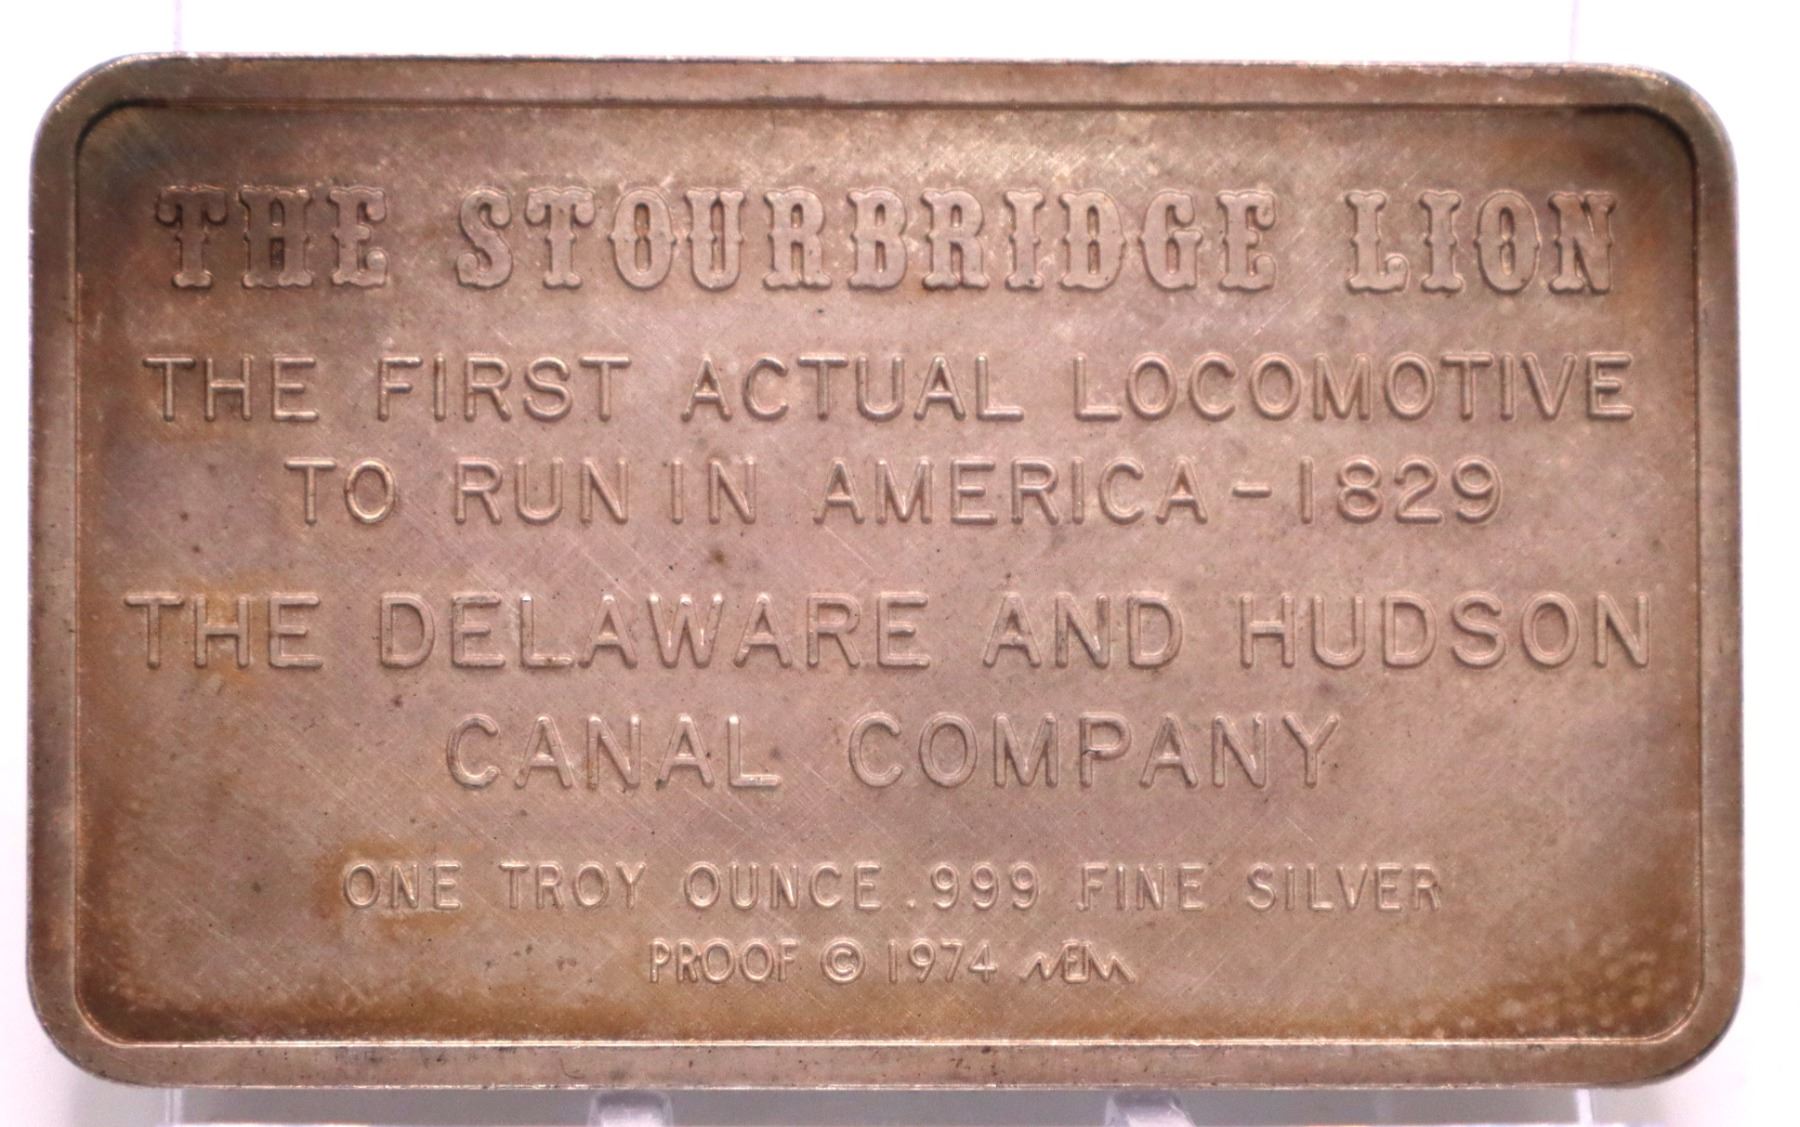 THE STOURBRIDGE LION
THE FIRST ACTUAL LOCOMOTIVE
TO RUN IN AMERICA - 1829
THE DELAWARE AND HUDSON
CANAL COMPANY
ONE TROY OUNCE .999 FINE SILVER
PROOF © 1974